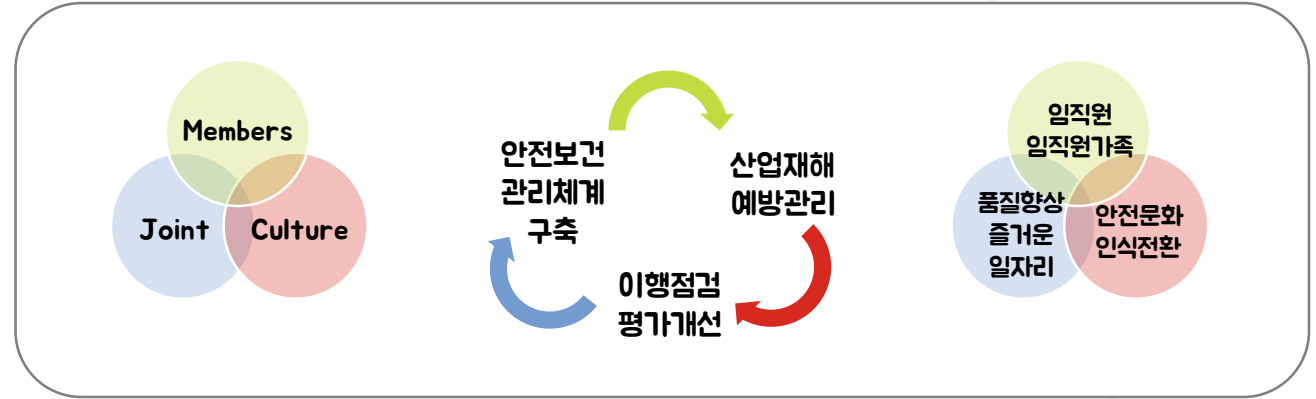 Members
Joint
Culture
안전보건
관리체계
구축
산업재해
예방관리
이행점검
평가개선
임직원
임직원가족
품질향상
즐거운
일자리
안전문화
인식전환